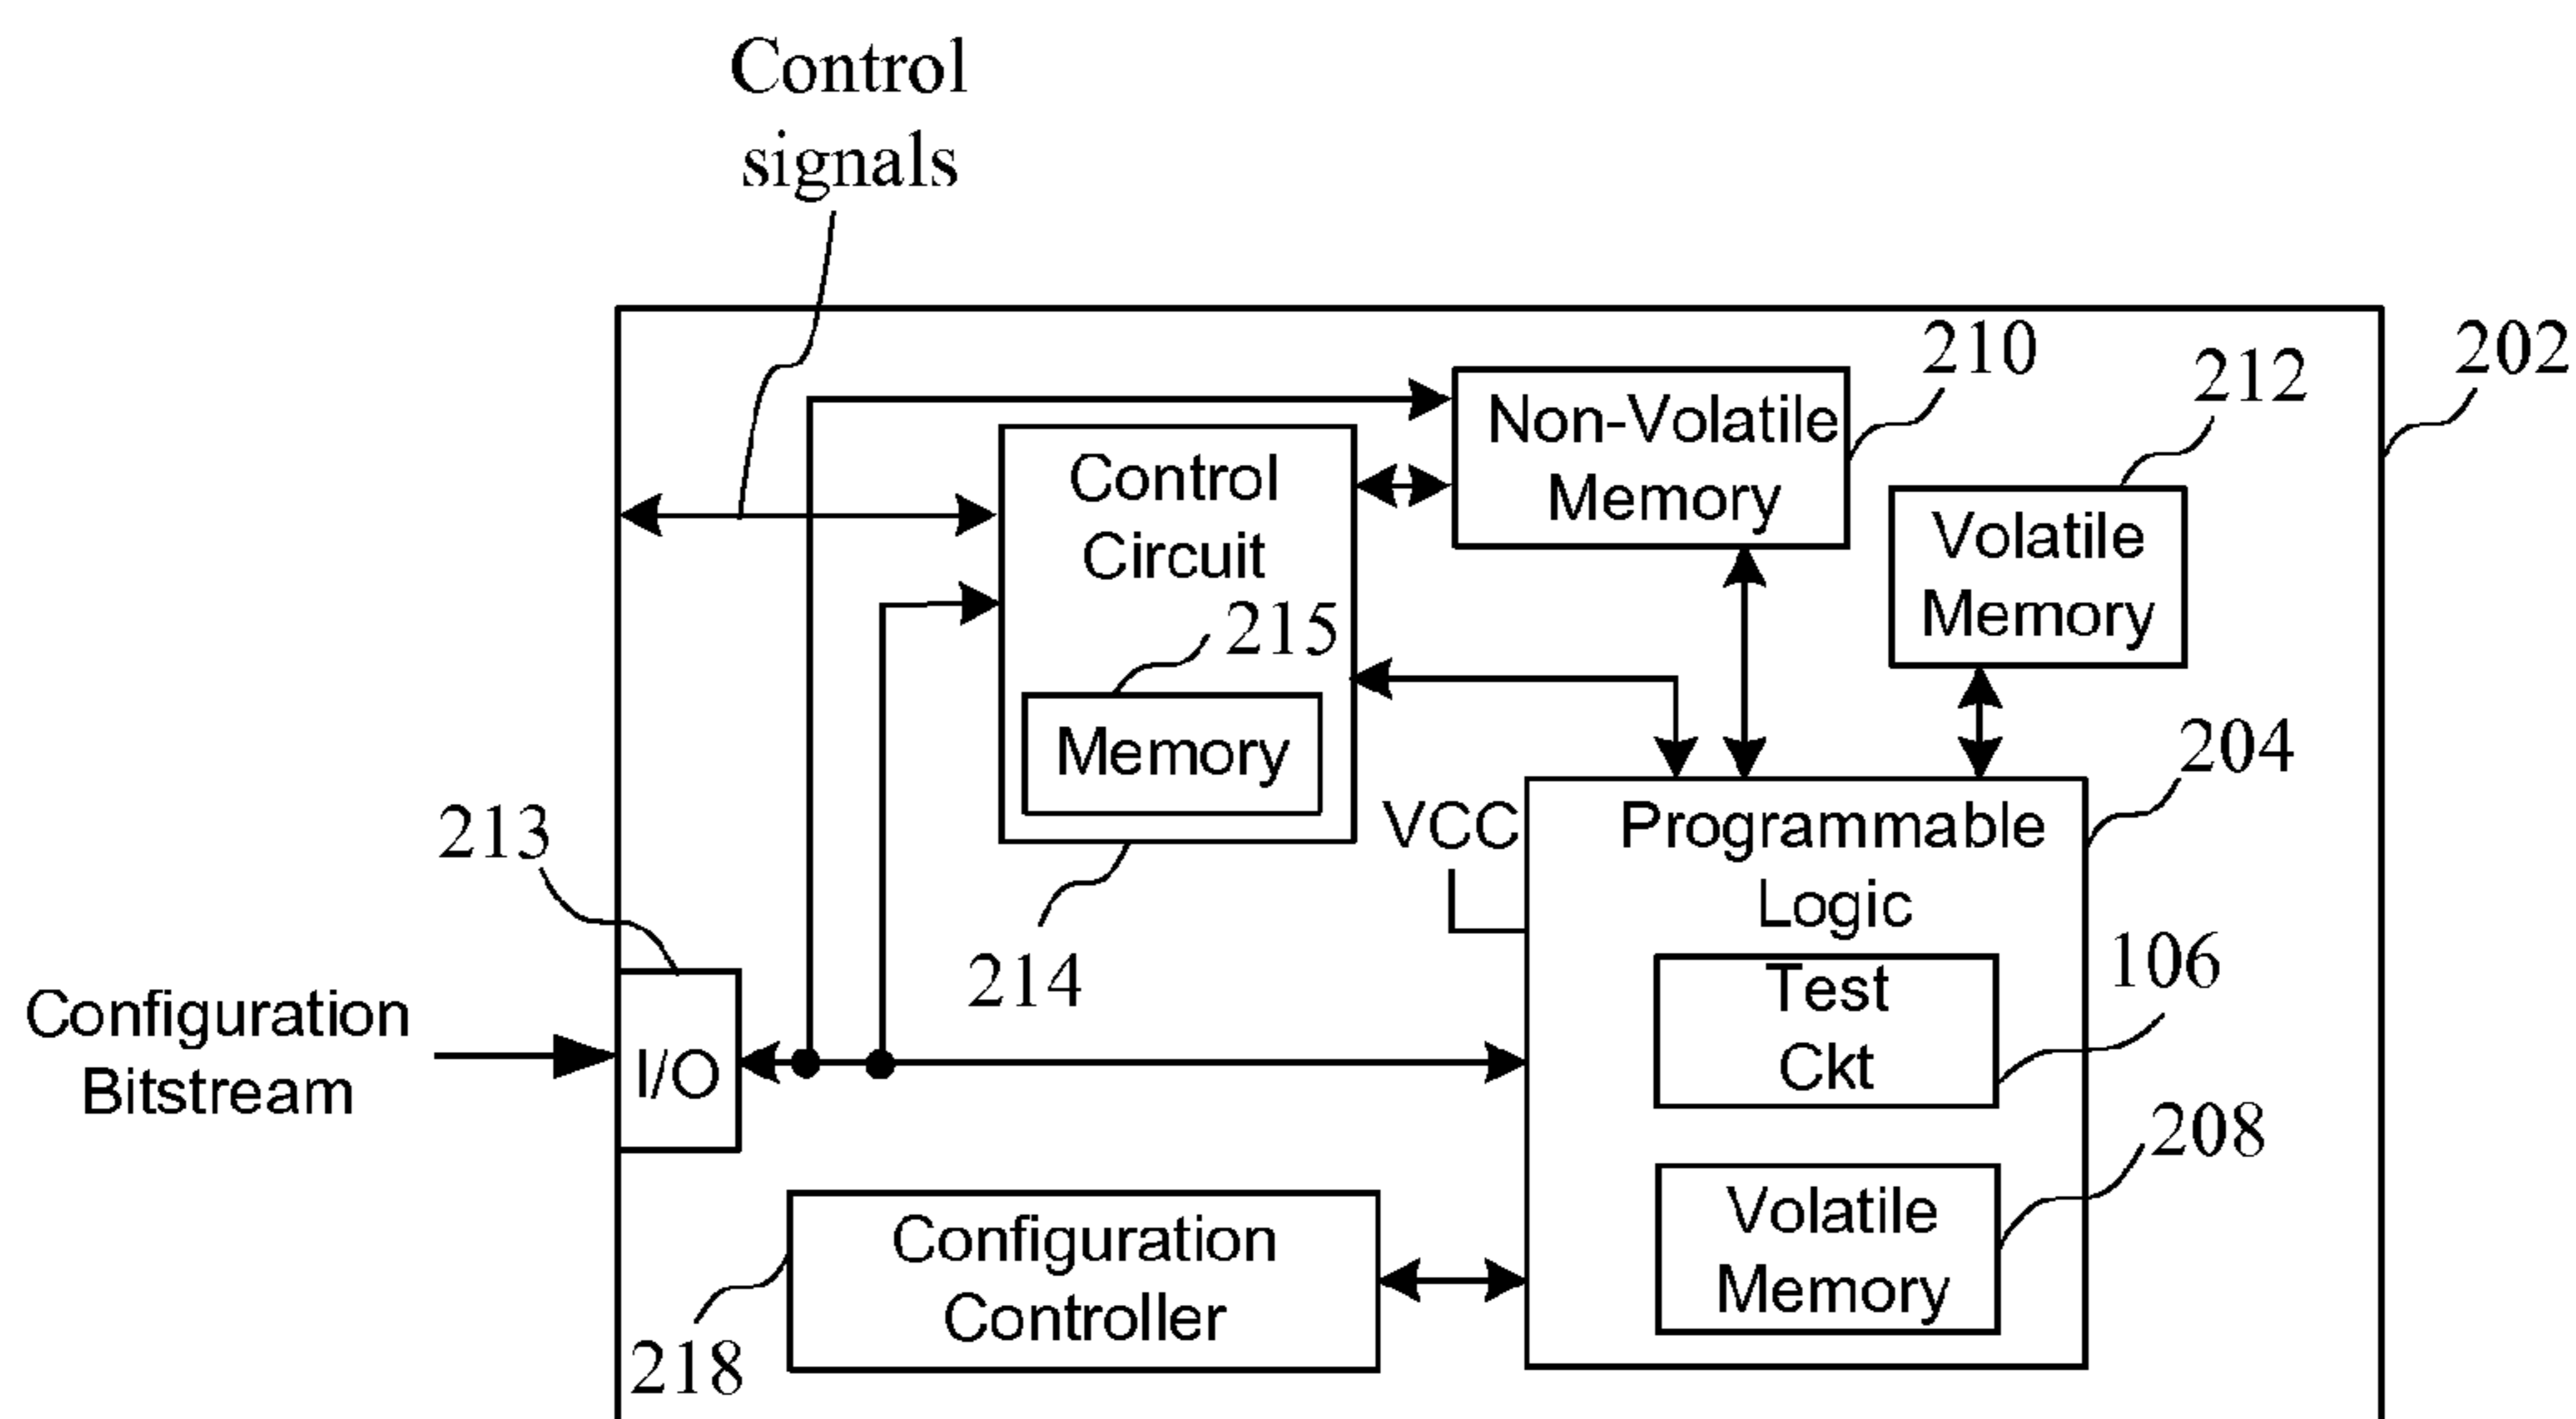 Control
signals
210
202
212
Non-Volatile
Memory
Control
Circuit
Volatile
Memory
215
Memory
204
213
VCC
Programmable
Logic
214
106
Test
Ckt
Configuration
Bitstream
I/O
208
Volatile
Memory
Configuration
Controller
218